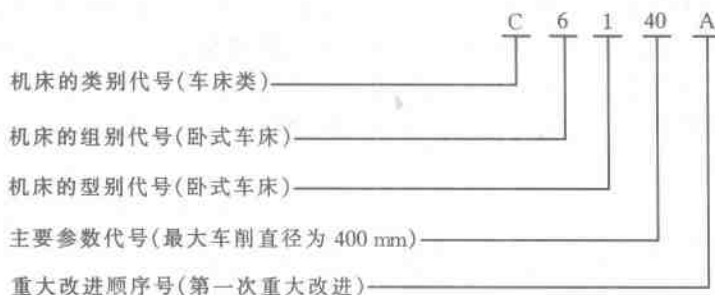 C 6 1 40 A
机床的类别代号(车床类)
机床的组别代号(卧式车床)
机床的型别代号(卧式车床)
主要参数代号(最大车削直径为 400 mm)
重大改进顺序号(第一次重大改进)